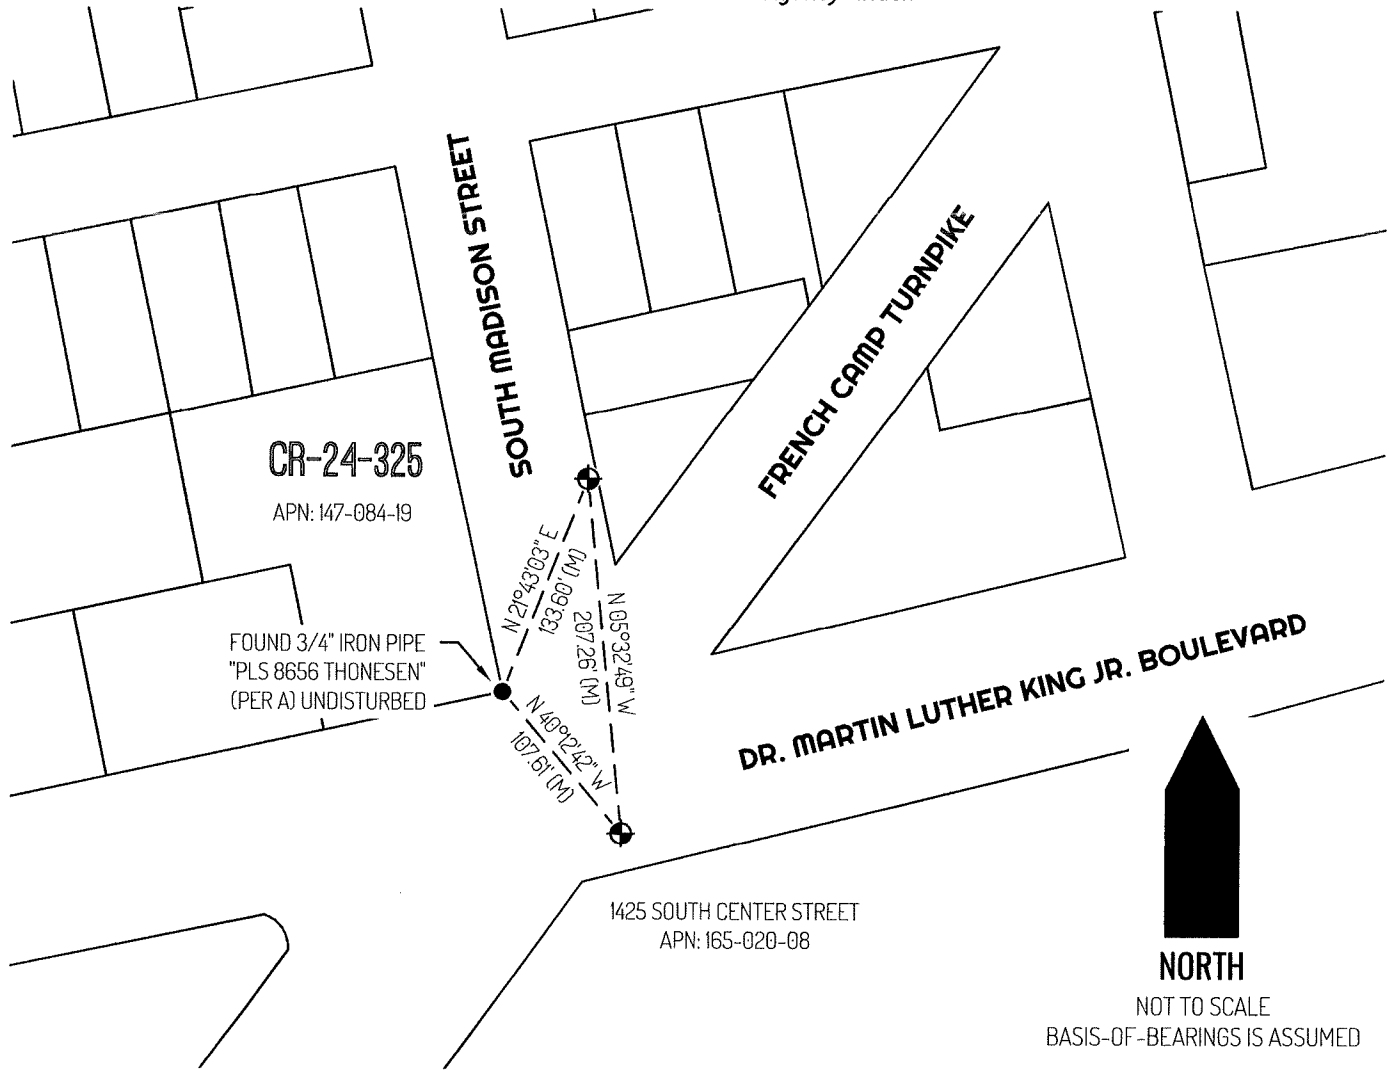 SOUTH MADISON STREET
FRENCH CAMP TURNPIKE
CR-24-325
APN: 147-084-19
N 21°43'03" E
133.60' (M)
N 05°32'49" W
207.26' (M)
FOUND 3/4" IRON PIPE
"PLS 8656 THONESEN"
(PER A) UNDISTURBED
N 40°12'42" W
107.61' (M)
DR. MARTIN LUTHER KING JR. BOULEVARD
1425 SOUTH CENTER STREET
APN: 165-020-08
NORTH
NOT TO SCALE
BASIS-OF-BEARINGS IS ASSUMED